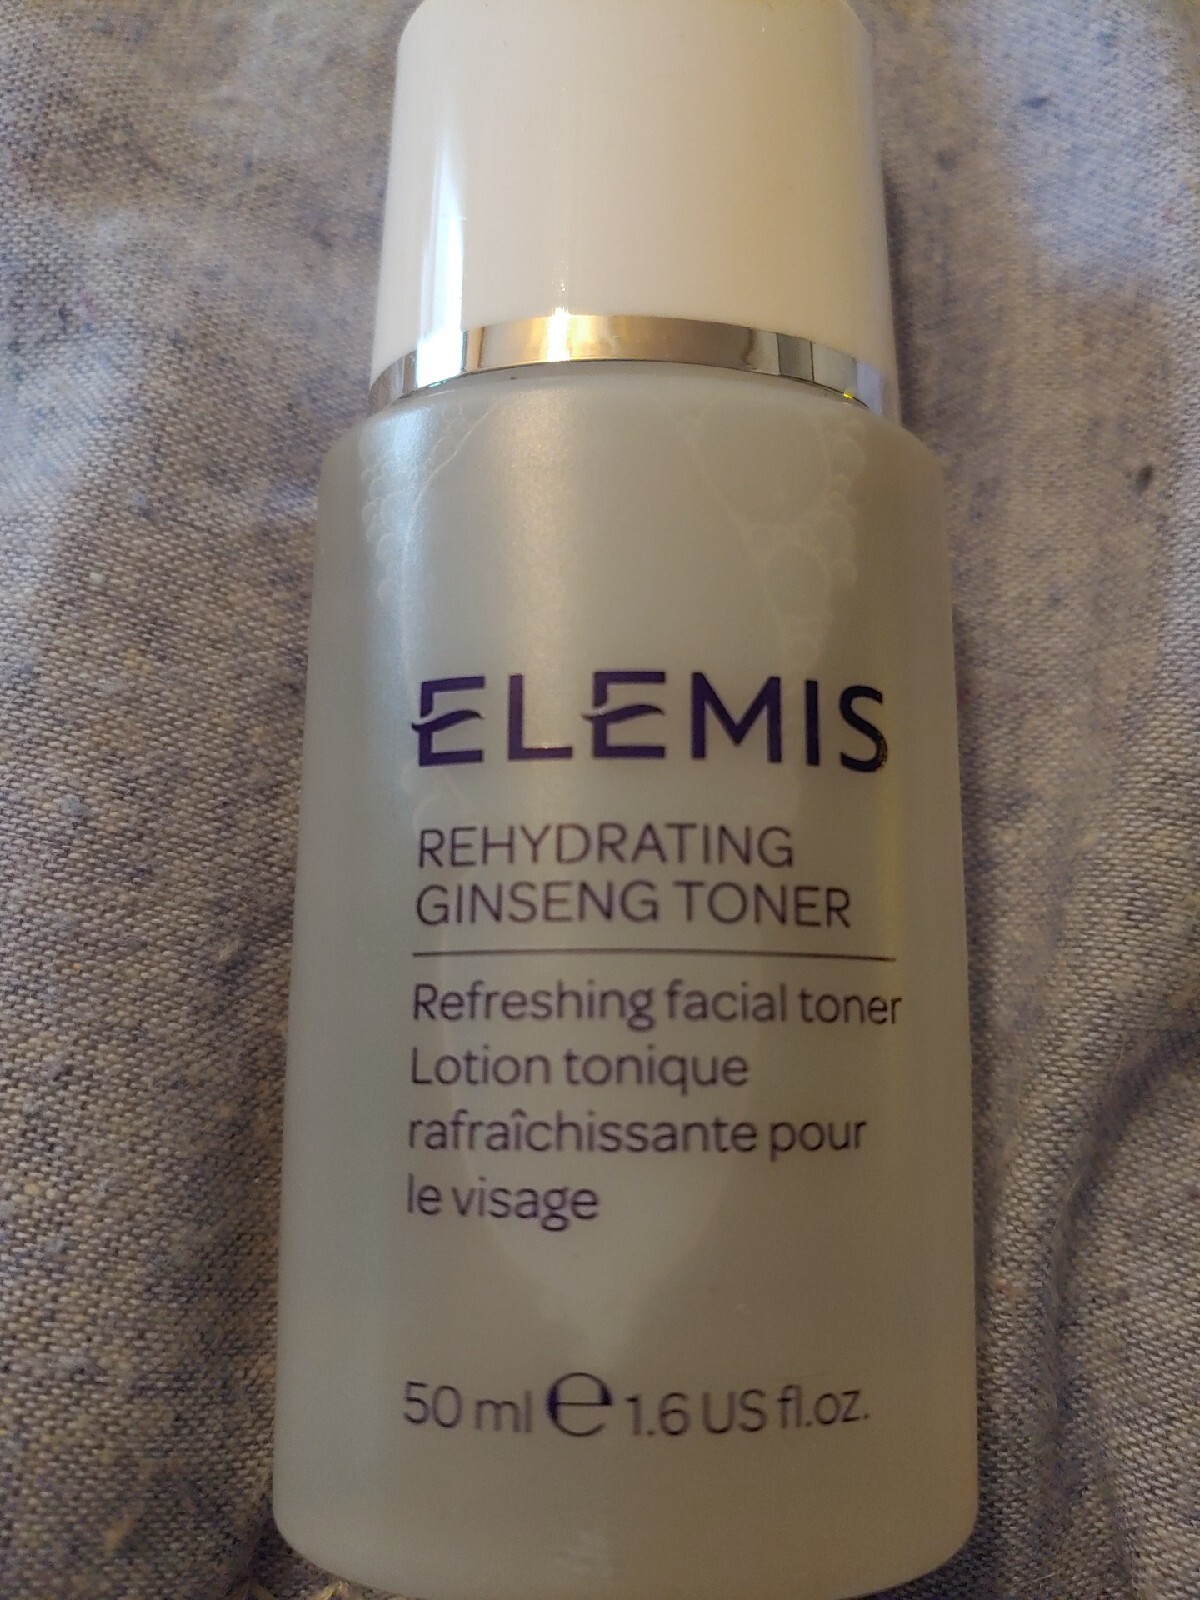 ELEMIS
REHYDRATING
GINSENG TONER
Refreshing facial toner
Lotion tonique
rafraîchissante pour
le visage
50 ml e 1.6 US fl.oz.